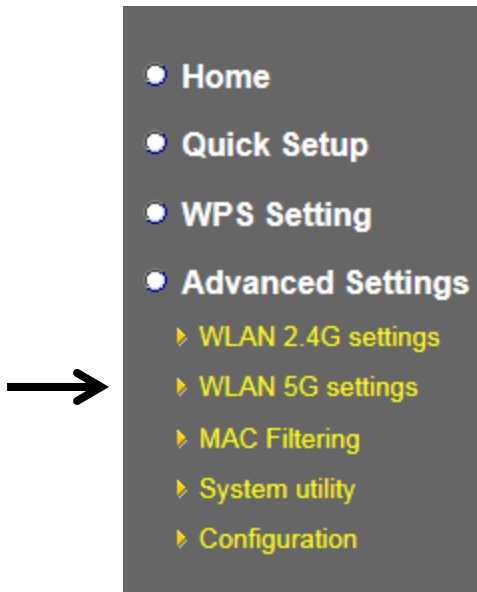 Home
Quick Setup
WPS Setting
Advanced Settings
WLAN 2.4G settings
WLAN 5G settings
MAC Filtering
System utility
Configuration